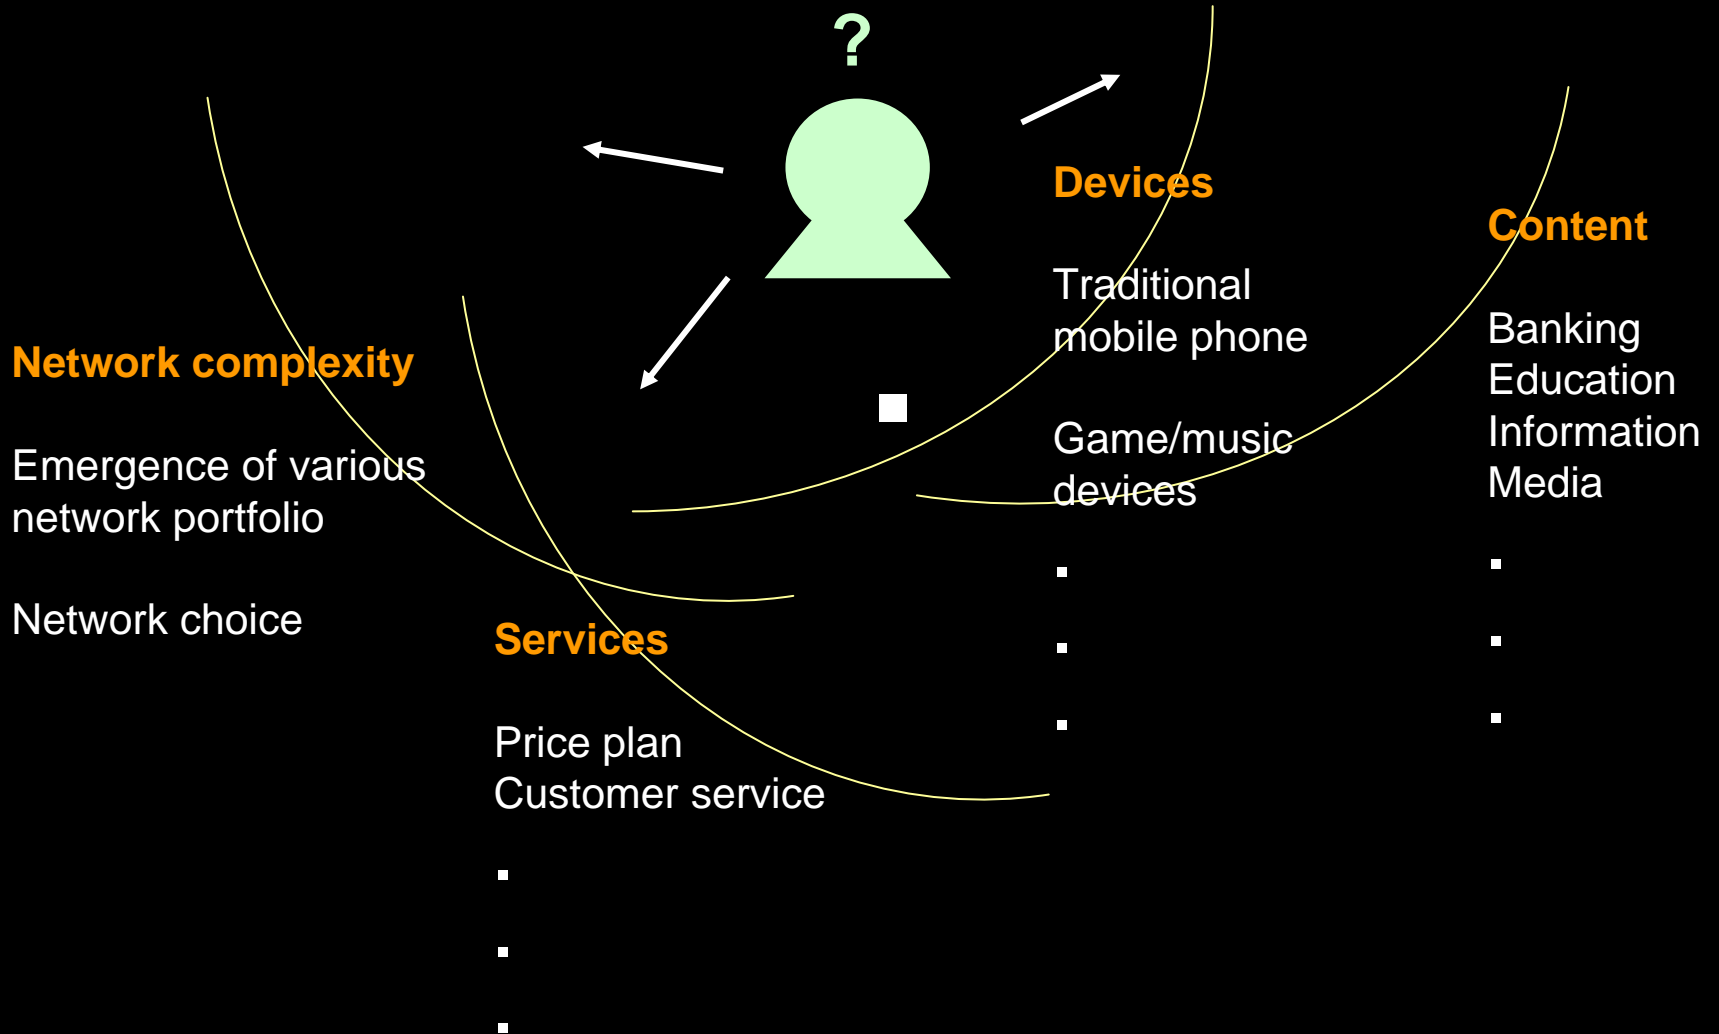 ?
Network complexity
Emergence of various
network portfolio
Network choice
Services
Price plan
Customer service
Devices
Traditional
mobile phone
Game/music
devices
Content
Banking
Education
Information
Media